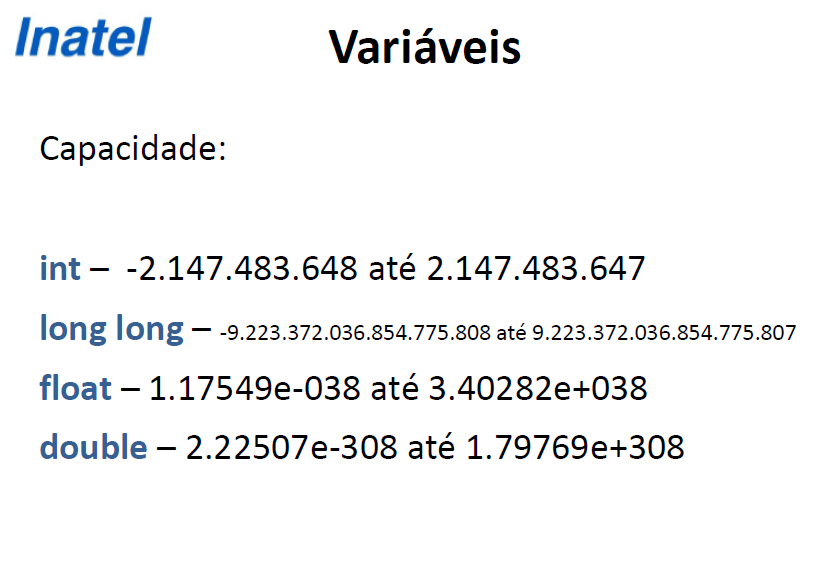 Inatel
Variáveis
Capacidade:
int – -2.147.483.648 até 2.147.483.647
long long – -9.223.372.036.854.775.808 até 9.223.372.036.854.775.807
float – 1.17549e-038 até 3.40282e+038
double – 2.22507e-308 até 1.79769e+308